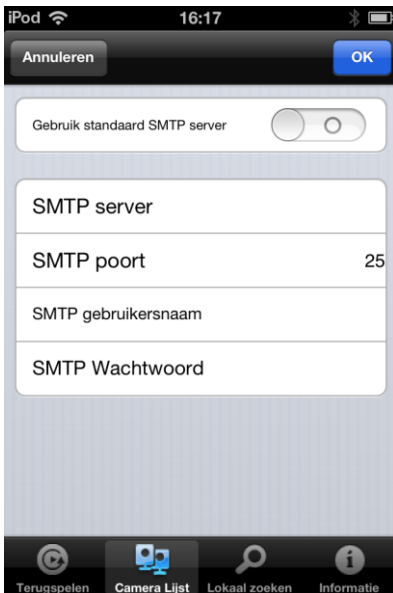 iPod 16:17
Annuleren OK
Gebruik standaard SMTP server
SMTP server
SMTP poort 25
SMTP gebruikersnaam
SMTP Wachtwoord
Terugspelen Camera Lijst Lokaal zoeken Informatie